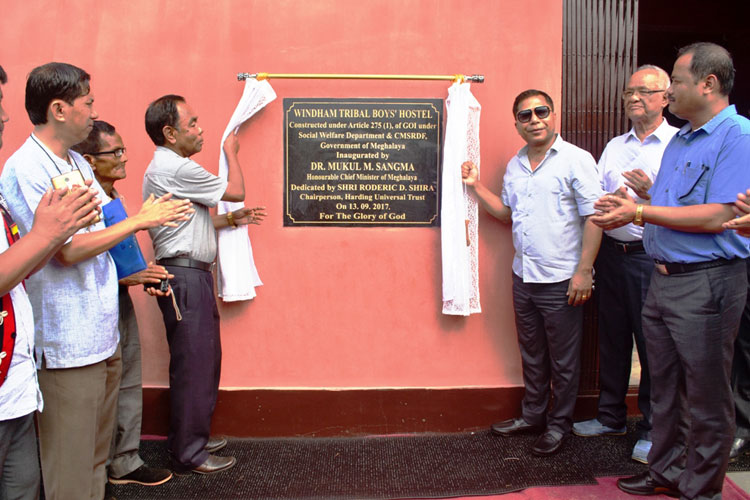 WINDHAM TRIBAL BOYS' HOSTEL
Constructed under Article 275 (1), of GOI under
Social Welfare Department & CMSRDF,
Government of Meghalaya
Inaugurated by
DR. MUKUL M. SANGMA
Honourable Chief Minister of Meghalaya
Dedicated by SHRI RODERIC D. SHIRA
Chairperson, Harding Universal Trust
On 13. 09. 2017.
For The Glory of God